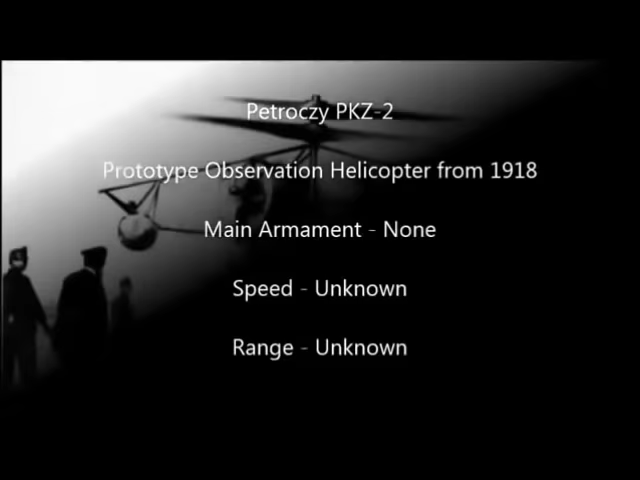 Petroczy PKZ-2
Prototype Observation Helicopter from 1918
Main Armament - None
Speed - Unknown
Range - Unknown